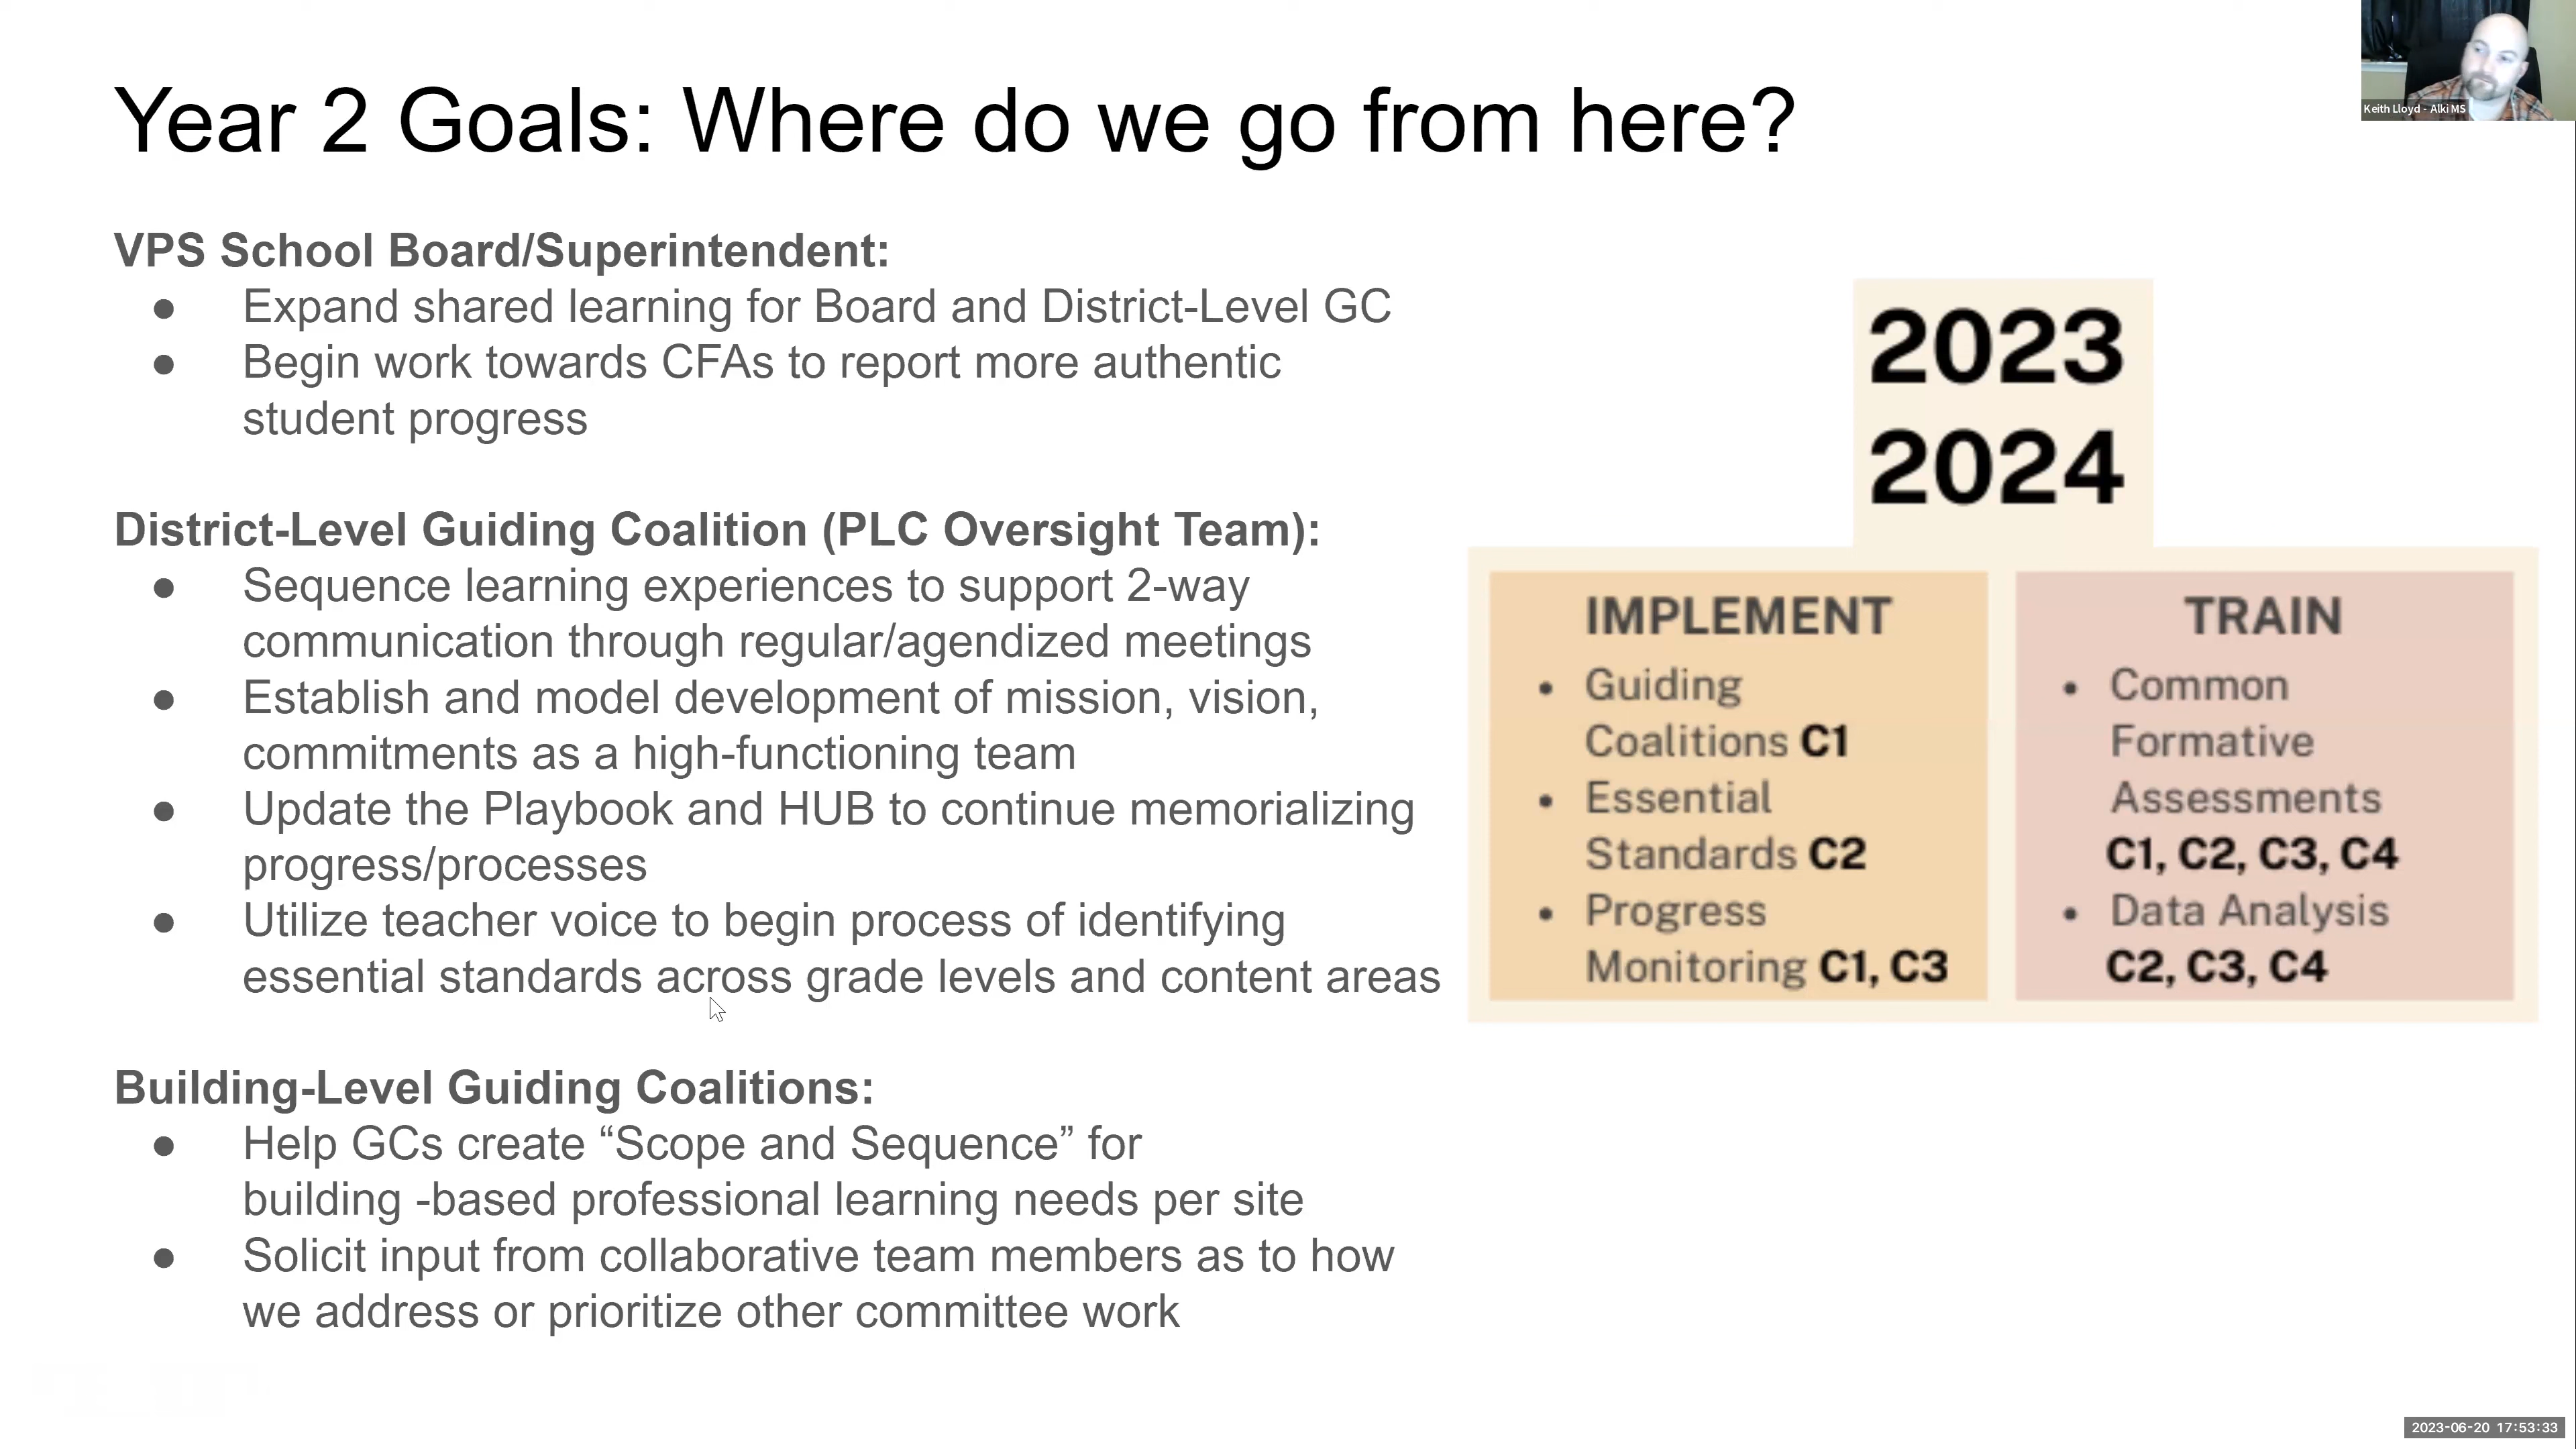 Year 2 Goals: Where do we go from here?
Keith Lloyd - Alki MS
VPS School Board/Superintendent:
● Expand shared learning for Board and District-Level GC
● Begin work towards CFAs to report more authentic
student progress
District-Level Guiding Coalition (PLC Oversight Team):
● Sequence learning experiences to support 2-way
communication through regular/agendized meetings
● Establish and model development of mission, vision,
commitments as a high-functioning team
● Update the Playbook and HUB to continue memorializing
progress/processes
● Utilize teacher voice to begin process of identifying
essential standards across grade levels and content areas
Building-Level Guiding Coalitions:
● Help GCs create “Scope and Sequence” for
building -based professional learning needs per site
● Solicit input from collaborative team members as to how
we address or prioritize other committee work
2023
2024
IMPLEMENT
• Guiding
Coalitions C1
• Essential
Standards C2
• Progress
Monitoring C1, C3
TRAIN
• Common
Formative
Assessments
C1, C2, C3, C4
• Data Analysis
C2, C3, C4
2023-06-20 17:53:33